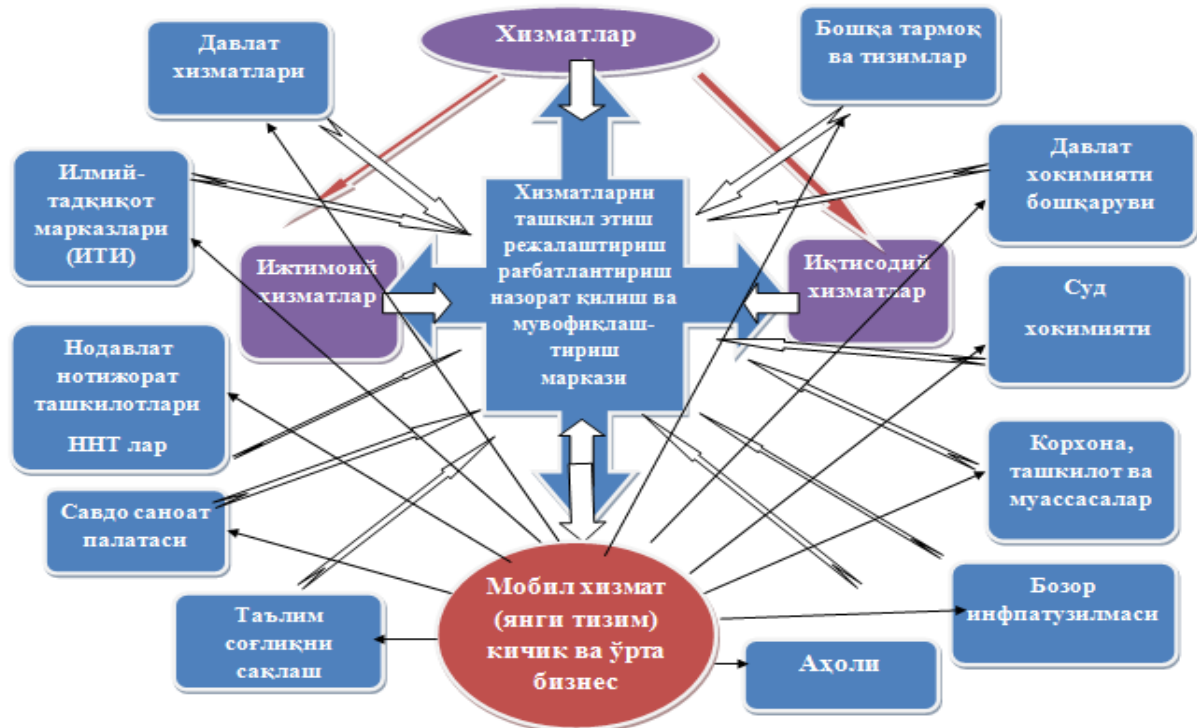 Хизматлар
Давлат
хизматлари
Бошқа тармоқ
ва тизимлар
Илмий-
тадқиқот
марказлари
(ИТИ)
Хизматларни
ташкил этиш
режалаштириш
рағбатлантириш
назорат қилиш ва
мувофиқлаш-
тириш
маркази
Давлат
хокимияти
бошқаруви
Ижтимоий
хизматлар
Иқтисодий
хизматлар
Суд
хокимияти
Нодавлат
нотижорат
ташкилотлари
ННТ лар
Корхона,
ташкилот ва
муассасалар
Савдо саноат
палатаси
Мобил хизмат
(янги тизим)
кичик ва ўрта
бизнес
Бозор
инфпатузилмаси
Таълим
соғлиқни
сақлаш
Аҳоли